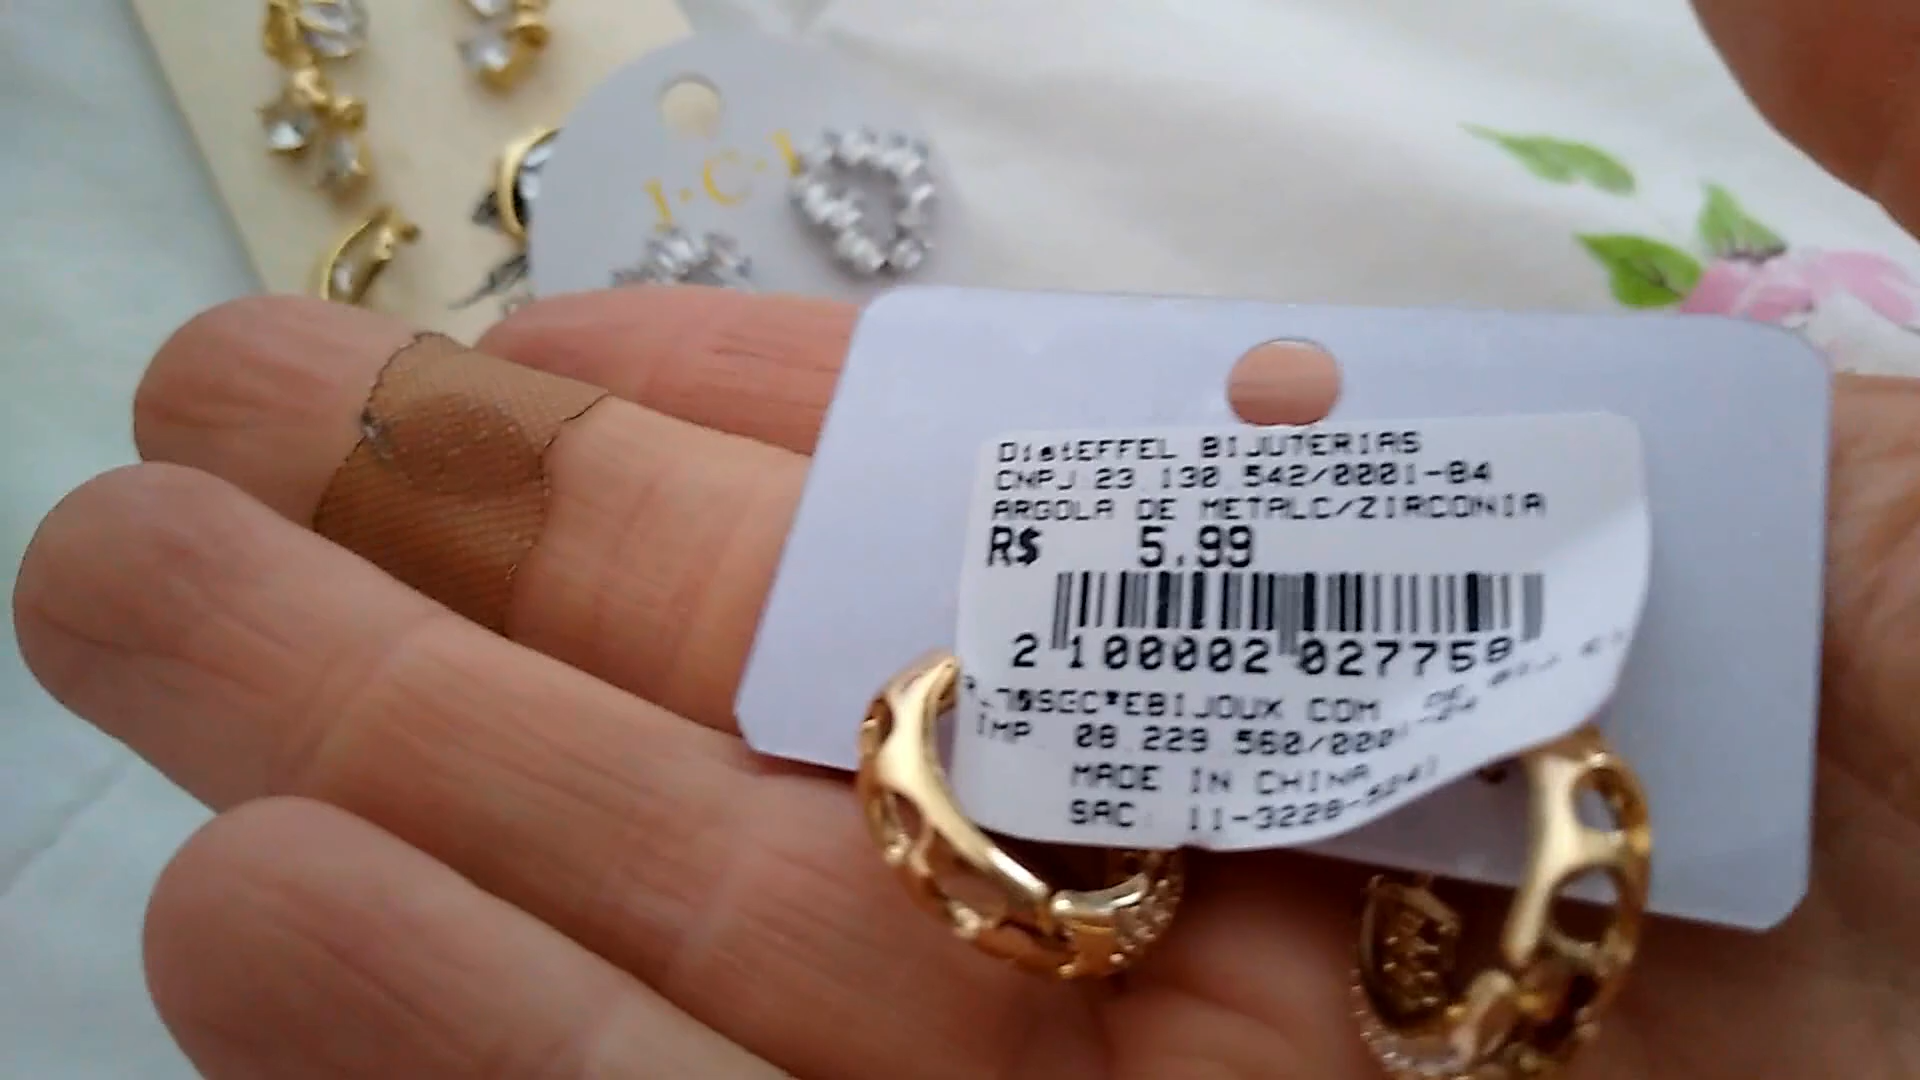 J·C·
DistEFFEL BIJUTERIAS
CNPJ 23 130 542/0001-84
ARGOLA DE METALC/ZIRCONIA
R$ 5.99
2 100002 027758
EBIJOUX COM
IMP 08 229 560/0001-
MADE IN CHINA
SAC: 11-3228-